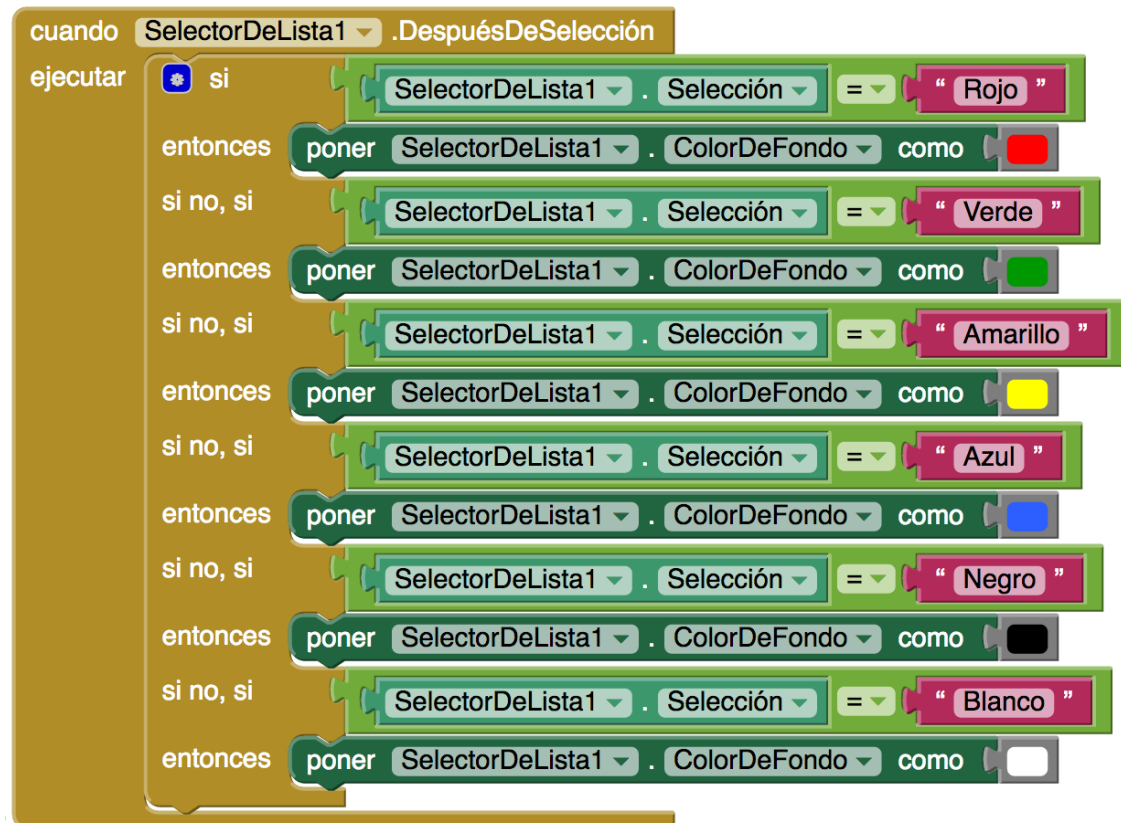 cuando SelectorDeLista1 .DespuésDeSelección
ejecutar si SelectorDeLista1 . Selección = “ Rojo ”
entonces poner SelectorDeLista1 . ColorDeFondo como
si no, si SelectorDeLista1 . Selección = “ Verde ”
entonces poner SelectorDeLista1 . ColorDeFondo como
si no, si SelectorDeLista1 . Selección = “ Amarillo ”
entonces poner SelectorDeLista1 . ColorDeFondo como
si no, si SelectorDeLista1 . Selección = “ Azul ”
entonces poner SelectorDeLista1 . ColorDeFondo como
si no, si SelectorDeLista1 . Selección = “ Negro ”
entonces poner SelectorDeLista1 . ColorDeFondo como
si no, si SelectorDeLista1 . Selección = “ Blanco ”
entonces poner SelectorDeLista1 . ColorDeFondo como